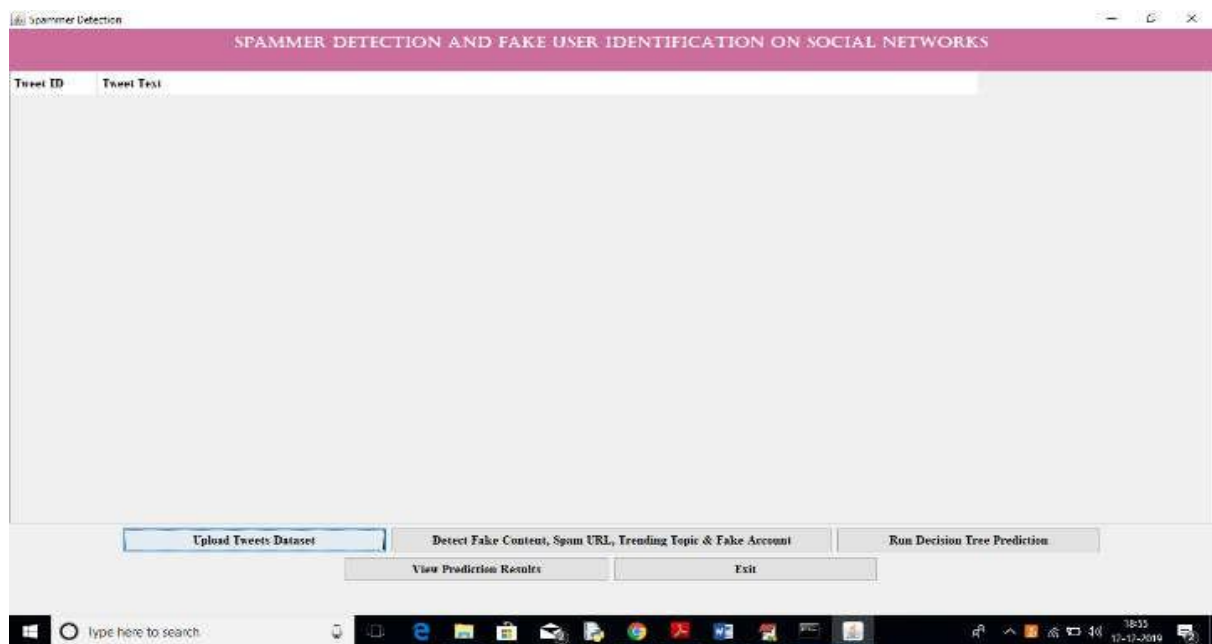 Spammer Detection
SPAMMER DETECTION AND FAKE USER IDENTIFICATION ON SOCIAL NETWORKS
Tweet ID Tweet Text
Upload Tweets Dataset Detect Fake Content, Spam URL, Trending Topic & Fake Account Run Decision Tree Prediction
View Prediction Results Exit
Type here to search
18:55
12-12-2019